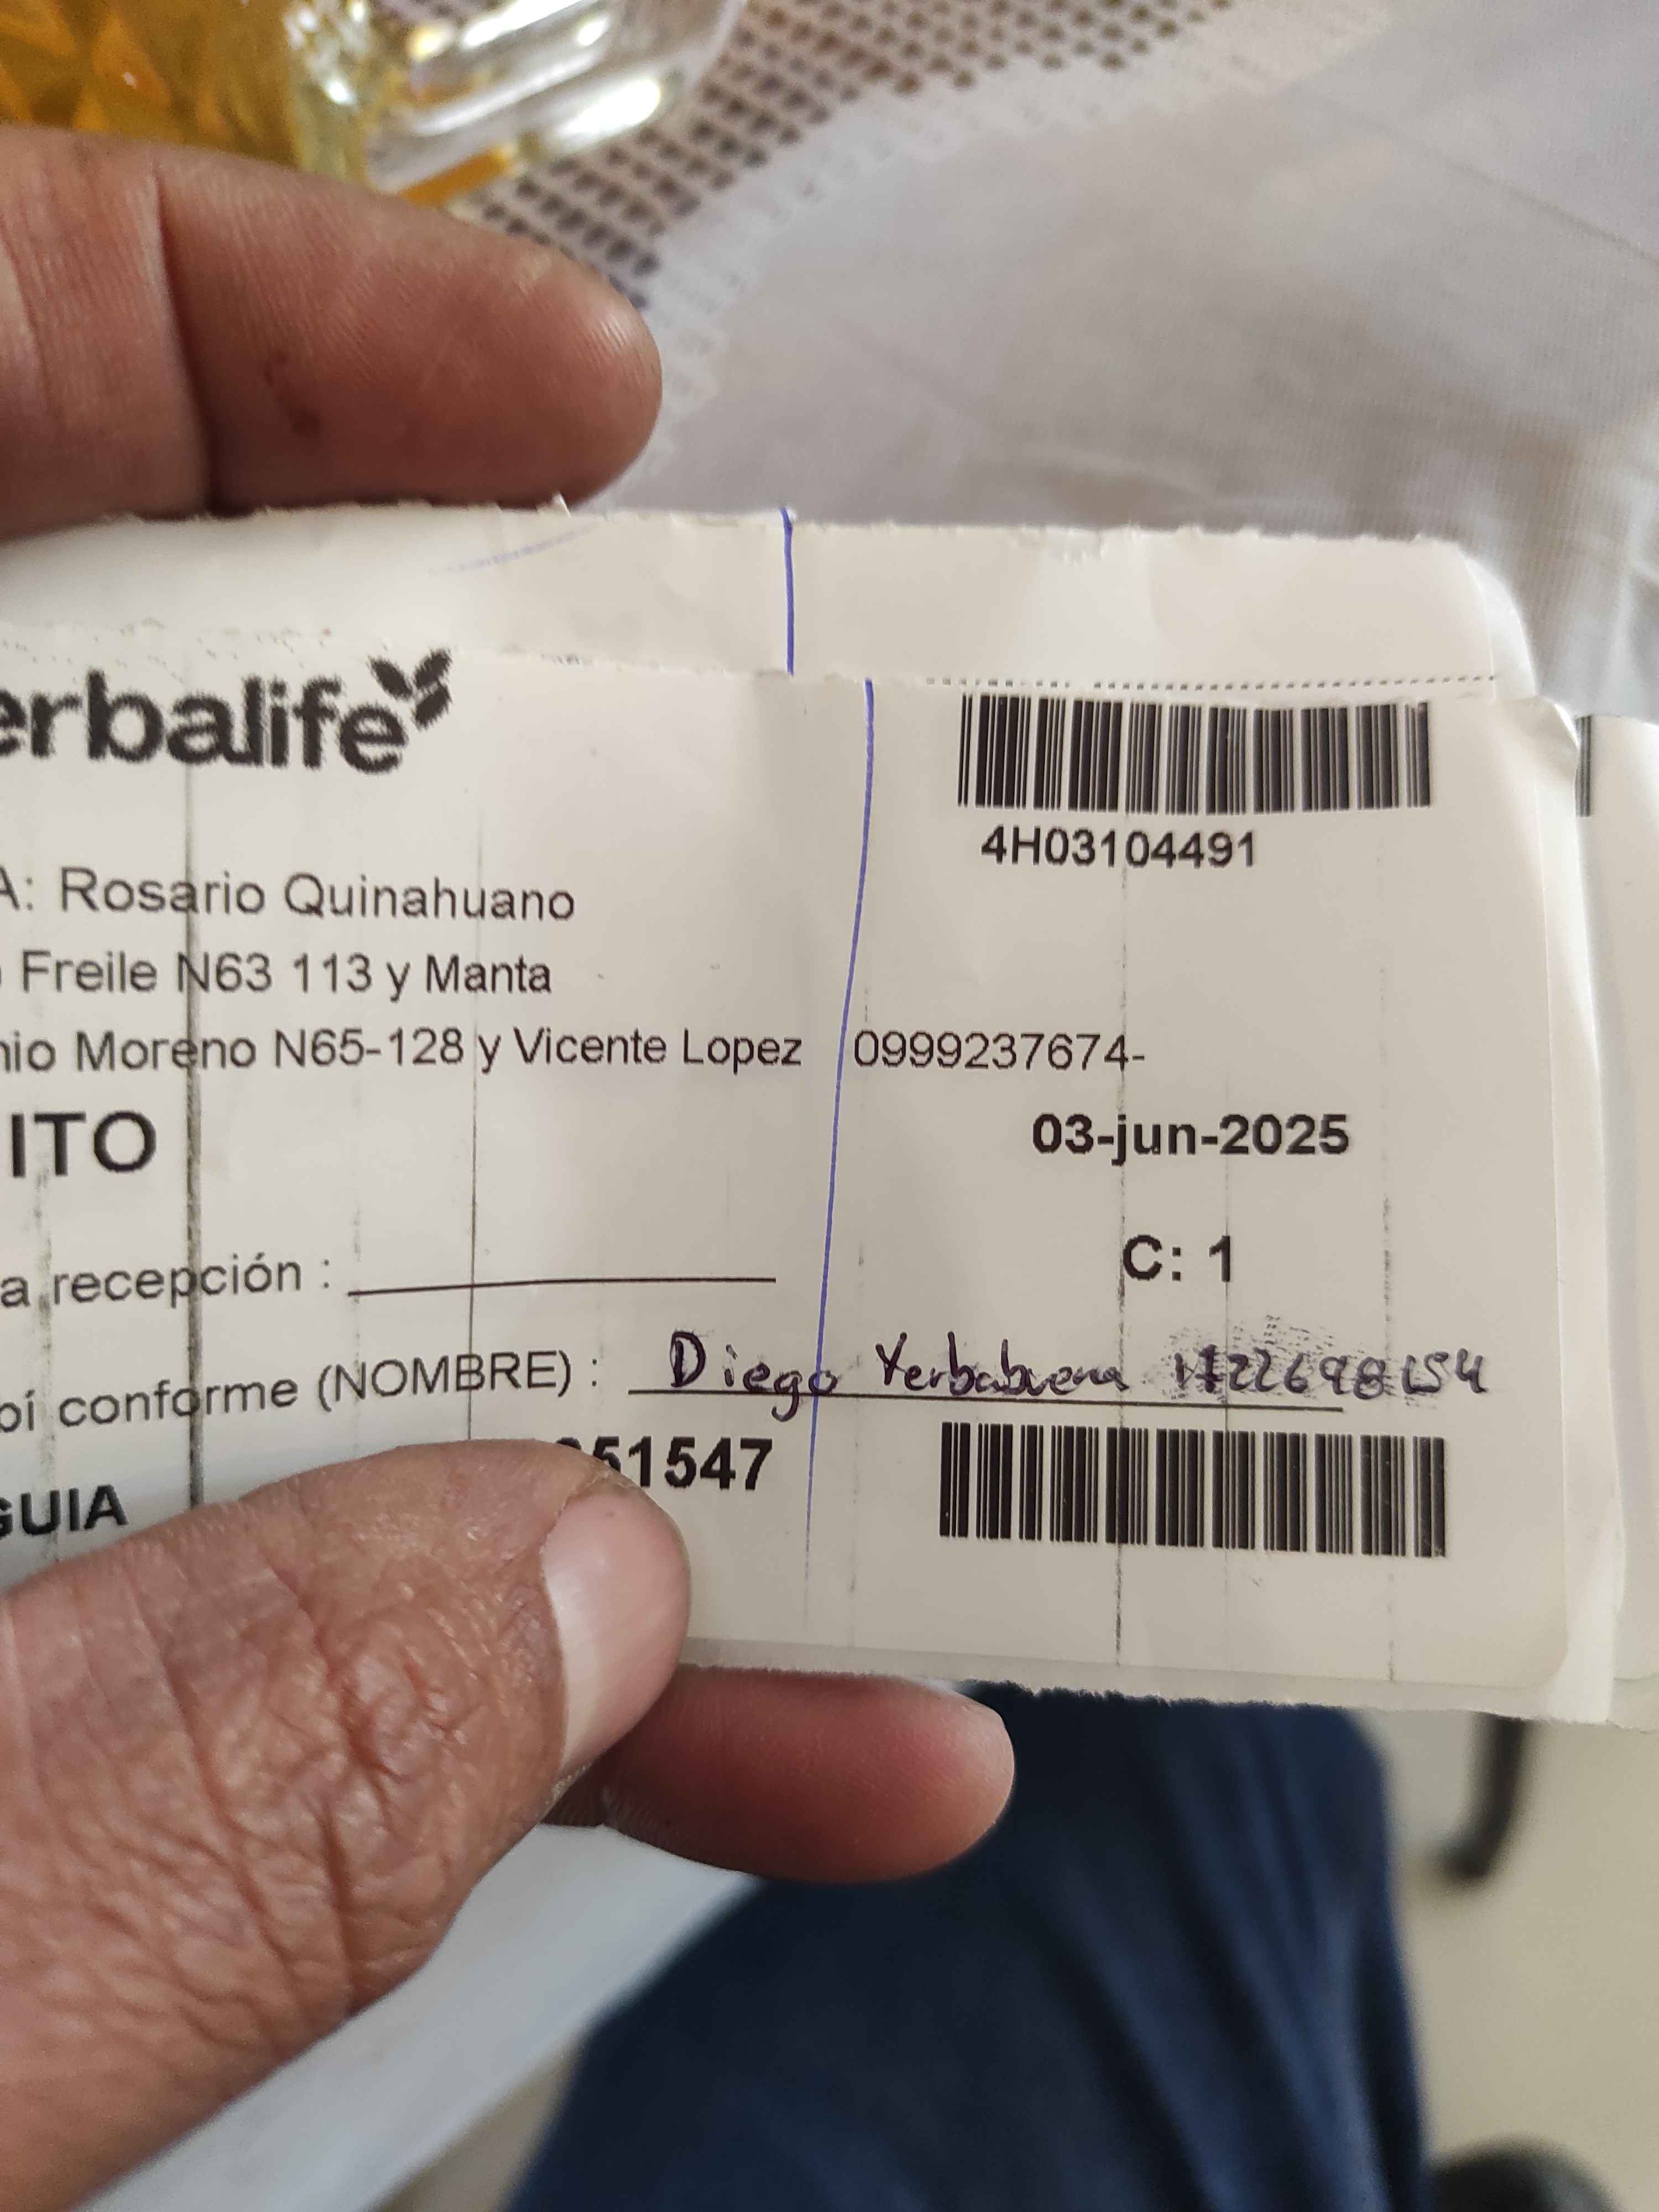 erbalife
4H03104491
A: Rosario Quinahuano
Freile N63 113 y Manta
nio Moreno N65-128 y Vicente Lopez 0999237674-
ITO
03-jun-2025
a recepción :
C: 1
bí conforme (NOMBRE) : Diego Yerbabuena
GUIA 51547